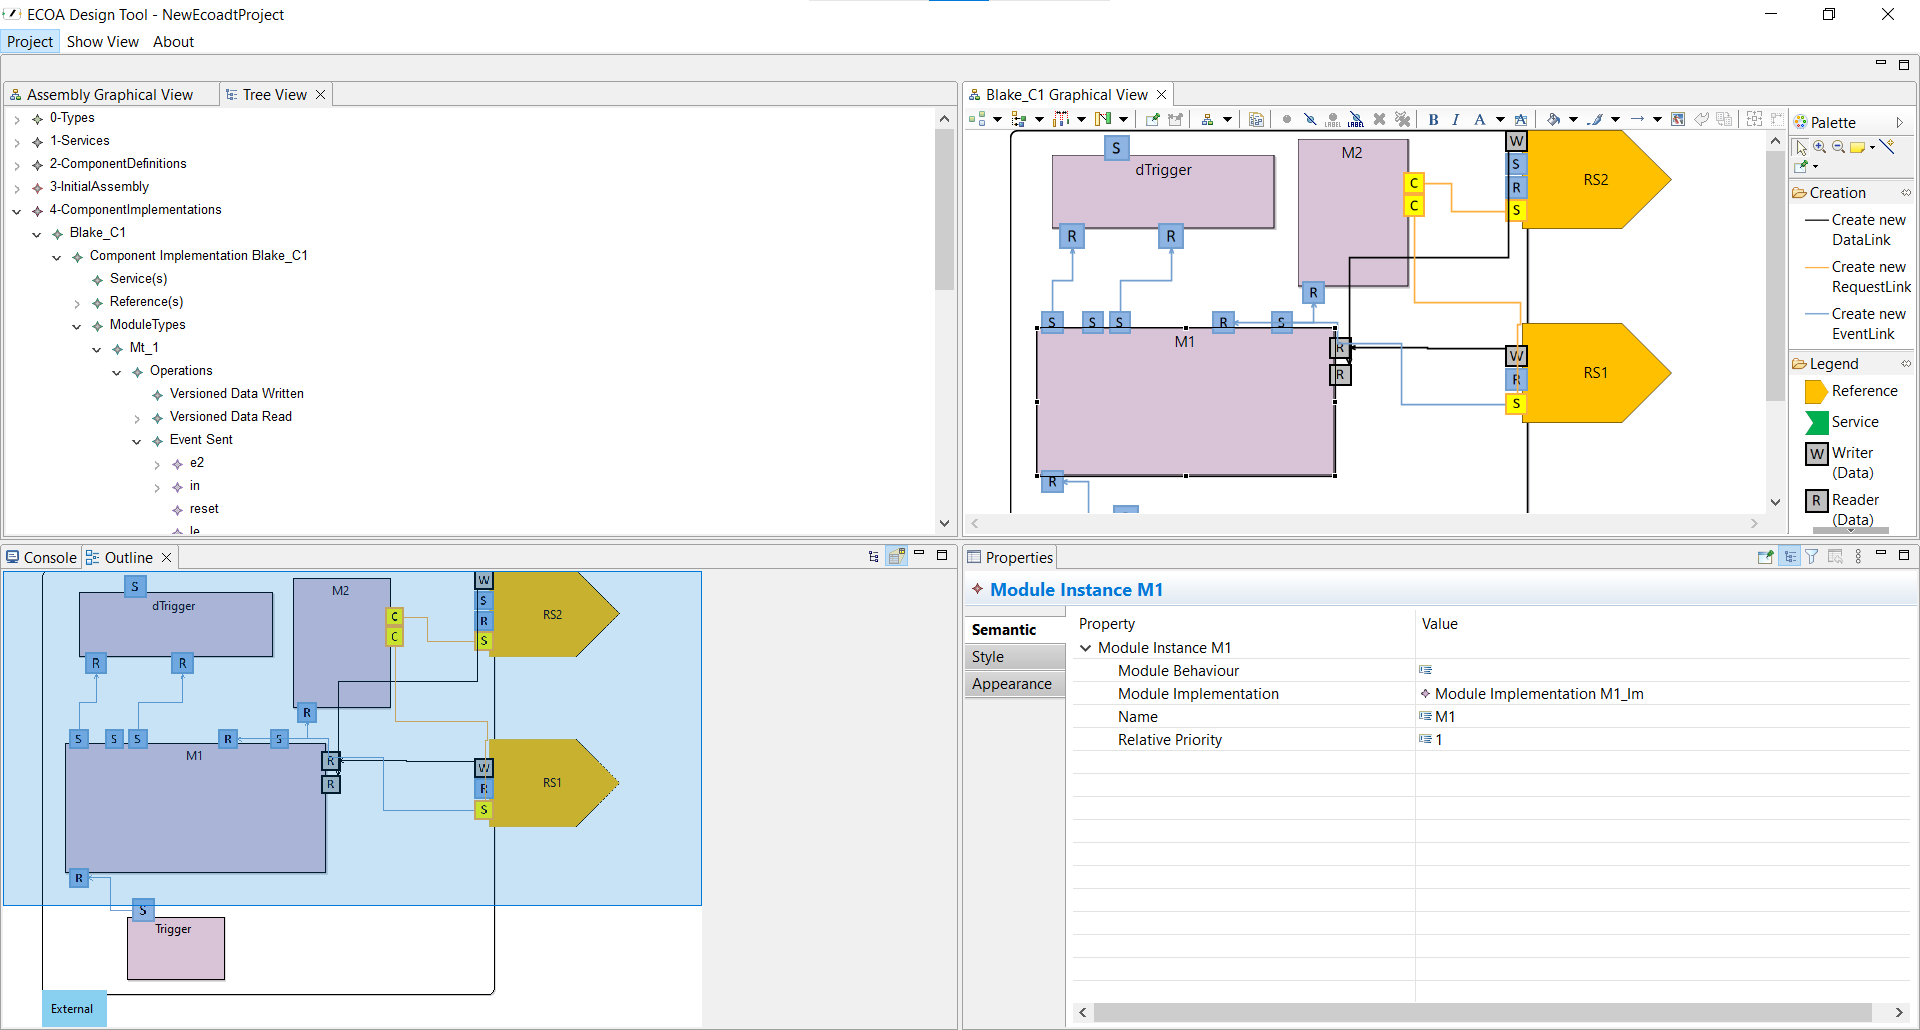 ECOA Design Tool - NewEcoadtProject
Project Show View About
Assembly Graphical View
Tree View
0-Types
1-Services
2-ComponentDefinitions
3-InitialAssembly
4-ComponentImplementations
Blake_C1
Component Implementation Blake_C1
Service(s)
Reference(s)
ModuleTypes
Mt_1
Operations
Versioned Data Written
Versioned Data Read
Event Sent
e2
in
reset
le
Blake_C1 Graphical View
LABEL LABEL B I A A
S
dTrigger
R R
M2
C
C
R
W
S
R
S
RS2
S S S R S
M1
R
R
R
W
R
S
RS1
Palette
Creation
Create new
DataLink
Create new
RequestLink
Create new
EventLink
Legend
Reference
Service
W Writer
(Data)
R Reader
(Data)
Console
Outline
S
dTrigger
R R
M2
C
C
R
W
S
R
S
RS2
S S S R S
M1
R
R
R
W
R
S
RS1
S
Trigger
External
Properties
Module Instance M1
Semantic
Style
Appearance
Property Value
Module Instance M1
Module Behaviour
Module Implementation Module Implementation M1_Im
Name M1
Relative Priority 1